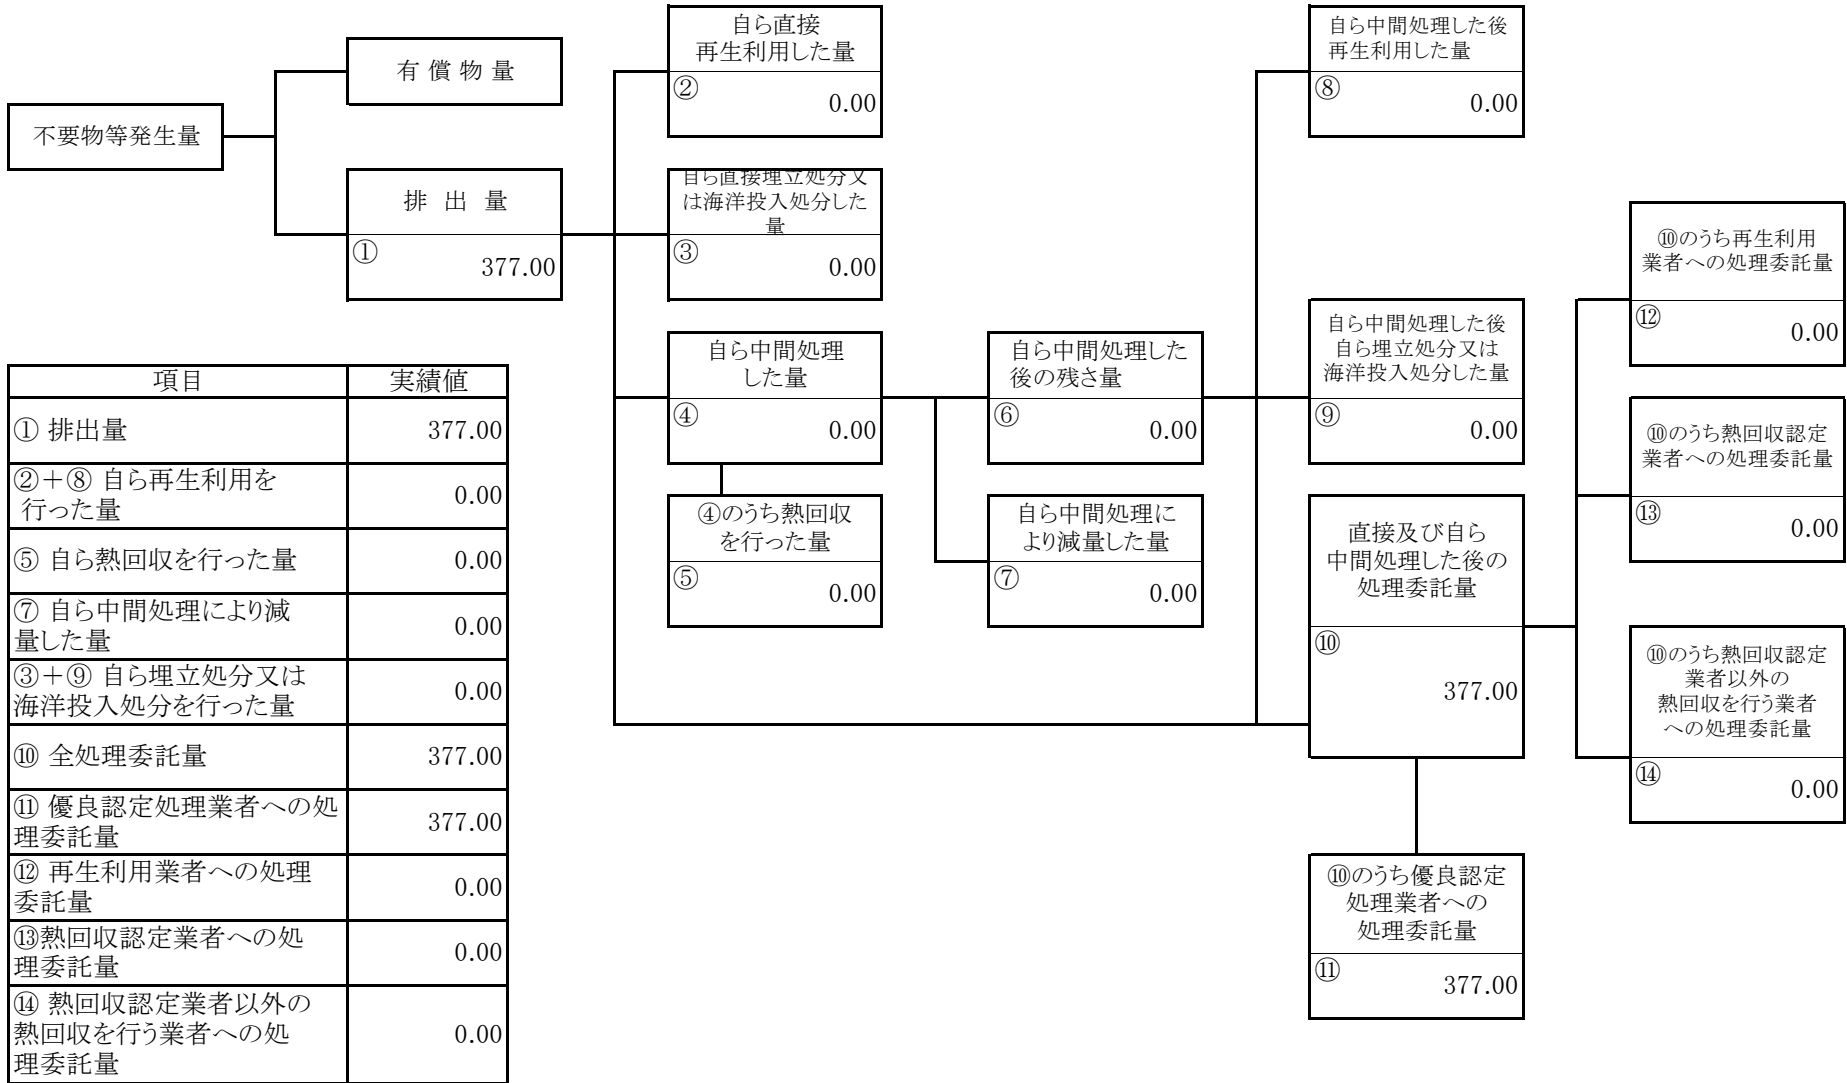 不要物等発生量
有 償 物 量
排 出 量
①
377.00
自ら直接
再生利用した量
②
0.00
自ら直接埋立処分又
は海洋投入処分した
量
③
0.00
自ら中間処理
した量
④
0.00
④のうち熱回収
を行った量
⑤
0.00
自ら中間処理した
後の残さ量
⑥
0.00
自ら中間処理に
より減量した量
⑦
0.00
自ら中間処理した後
再生利用した量
⑧
0.00
自ら中間処理した後
自ら埋立処分又は
海洋投入処分した量
⑨
0.00
直接及び自ら
中間処理した後の
処理委託量
⑩
377.00
⑩のうち優良認定
処理業者への
処理委託量
⑪
377.00
⑩のうち再生利用
業者への処理委託量
⑫
0.00
⑩のうち熱回収認定
業者への処理委託量
⑬
0.00
⑩のうち熱回収認定
業者以外の
熱回収を行う業者
への処理委託量
⑭
0.00
項目 実績値
① 排出量 377.00
②+⑧ 自ら再生利用を
行った量 0.00
⑤ 自ら熱回収を行った量 0.00
⑦ 自ら中間処理により減
量した量 0.00
③+⑨ 自ら埋立処分又は
海洋投入処分を行った量 0.00
⑩ 全処理委託量 377.00
⑪ 優良認定処理業者への処
理委託量 377.00
⑫ 再生利用業者への処理
委託量 0.00
⑬熱回収認定業者への処
理委託量 0.00
⑭ 熱回収認定業者以外の
熱回収を行う業者への処
理委託量 0.00